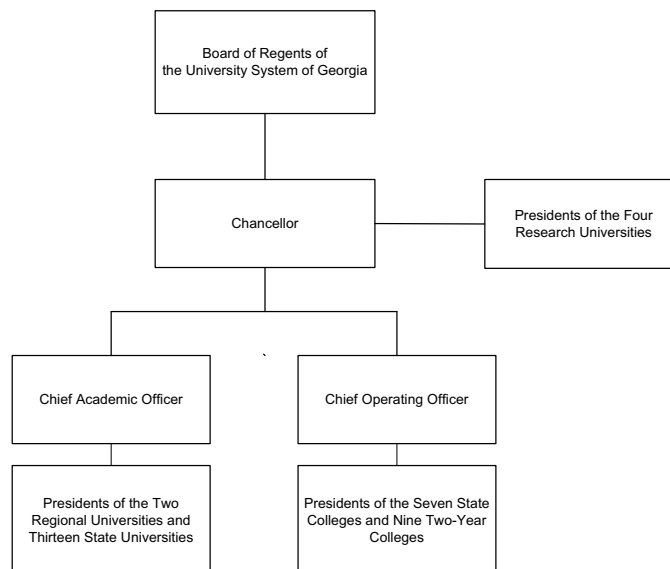 Board of Regents of
the University System of Georgia
Chancellor
Presidents of the Four
Research Universities
Chief Academic Officer
Chief Operating Officer
Presidents of the Two
Regional Universities and
Thirteen State Universities
Presidents of the Seven State
Colleges and Nine Two-Year
Colleges